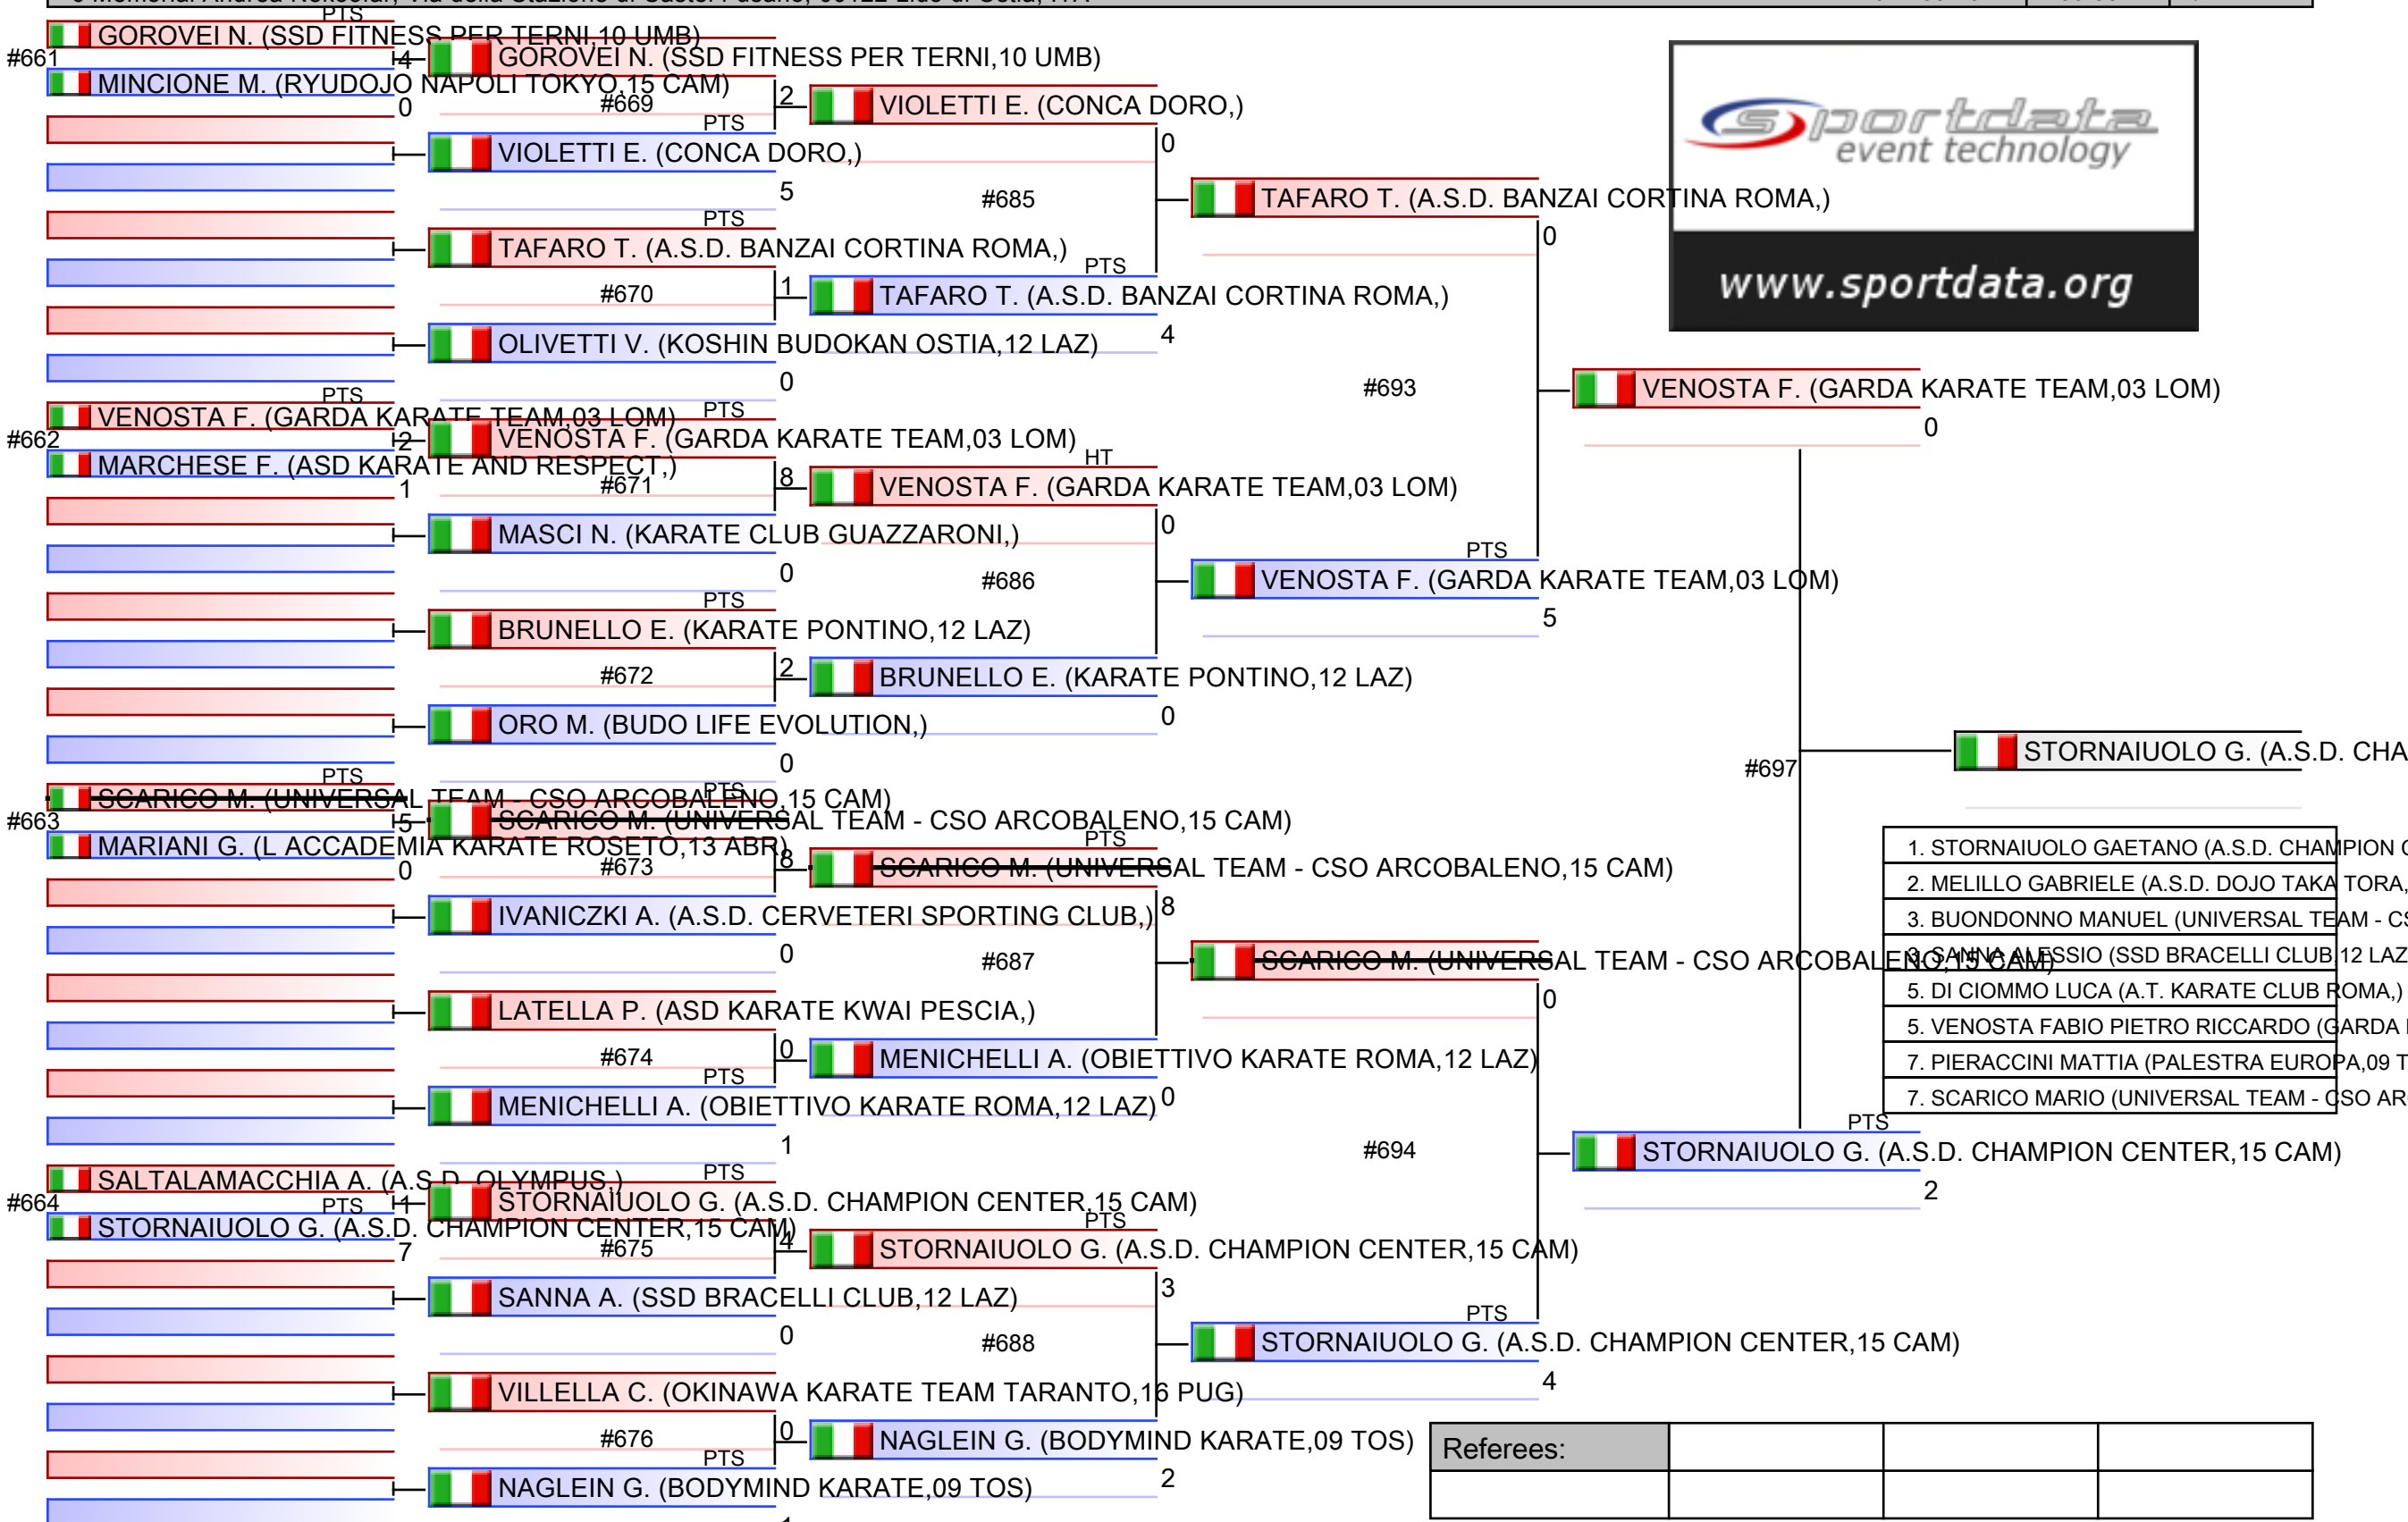 PTS
GOROVEI N. (SSD FITNESS PER TERNI,10 UMB)
#661
4
GOROVEI N. (SSD FITNESS PER TERNI,10 UMB)
MINCIONE M. (RYUDOJO NAPOLI TOKYO,15 CAM)
0
#669
2
VIOLETTI E. (CONCA DORO,)
PTS
VIOLETTI E. (CONCA DORO,)
0
5
#685
TAFARO T. (A.S.D. BANZAI CORTINA ROMA,)
PTS
0
TAFARO T. (A.S.D. BANZAI CORTINA ROMA,)
PTS
#670
1
TAFARO T. (A.S.D. BANZAI CORTINA ROMA,)
4
OLIVETTI V. (KOSHIN BUDOKAN OSTIA,12 LAZ)
0
sportdata
event technology
www.sportdata.org
#693
VENOSTA F. (GARDA KARATE TEAM,03 LOM)
0
PTS
VENOSTA F. (GARDA KARATE TEAM,03 LOM)
PTS
#662
2
VENOSTA F. (GARDA KARATE TEAM,03 LOM)
MARCHESE F. (ASD KARATE AND RESPECT,)
1
HT
#671
8
VENOSTA F. (GARDA KARATE TEAM,03 LOM)
0
MASCI N. (KARATE CLUB GUAZZARONI,)
0
PTS
#686
VENOSTA F. (GARDA KARATE TEAM,03 LOM)
5
PTS
BRUNELLO E. (KARATE PONTINO,12 LAZ)
#672
2
BRUNELLO E. (KARATE PONTINO,12 LAZ)
0
ORO M. (BUDO LIFE EVOLUTION,)
0
#697
STORNAIUOLO G. (A.S.D. CHA
PTS
SCARICO M. (UNIVERSAL TEAM - CSO ARCOBALENO,15 CAM)
PTS
#663
5
SCARICO M. (UNIVERSAL TEAM - CSO ARCOBALENO,15 CAM)
MARIANI G. (L ACCADEMIA KARATE ROSETO,13 ABR)
0
PTS
#673
8
SCARICO M. (UNIVERSAL TEAM - CSO ARCOBALENO,15 CAM)
8
IVANICZKI A. (A.S.D. CERVETERI SPORTING CLUB,)
0
#687
SCARICO M. (UNIVERSAL TEAM - CSO ARCOBALENO,15 CAM)
0
LATELLA P. (ASD KARATE KWAI PESCIA,)
#674
0
MENICHELLI A. (OBIETTIVO KARATE ROMA,12 LAZ)
PTS
MENICHELLI A. (OBIETTIVO KARATE ROMA,12 LAZ)
0
1
1. STORNAIUOLO GAETANO (A.S.D. CHAMPION
2. MELILLO GABRIELE (A.S.D. DOJO TAKA TORA,
3. BUONDONNO MANUEL (UNIVERSAL TEAM - CS
3. SANNA ALESSIO (SSD BRACELLI CLUB,12 LAZ
5. DI CIOMMO LUCA (A.T. KARATE CLUB ROMA,)
5. VENOSTA FABIO PIETRO RICCARDO (GARDA
7. PIERACCINI MATTIA (PALESTRA EUROPA,09 T
7. SCARICO MARIO (UNIVERSAL TEAM - CSO AR
#694
PTS
STORNAIUOLO G. (A.S.D. CHAMPION CENTER,15 CAM)
2
SALTALAMACCHIA A. (A.S.D. OLYMPUS,)
PTS
#664
PTS
1
STORNAIUOLO G. (A.S.D. CHAMPION CENTER,15 CAM)
STORNAIUOLO G. (A.S.D. CHAMPION CENTER,15 CAM)
7
PTS
#675
4
STORNAIUOLO G. (A.S.D. CHAMPION CENTER,15 CAM)
3
SANNA A. (SSD BRACELLI CLUB,12 LAZ)
0
PTS
#688
STORNAIUOLO G. (A.S.D. CHAMPION CENTER,15 CAM)
4
VILLELLA C. (OKINAWA KARATE TEAM TARANTO,16 PUG)
#676
0
NAGLEIN G. (BODYMIND KARATE,09 TOS)
2
PTS
NAGLEIN G. (BODYMIND KARATE,09 TOS)
Referees: